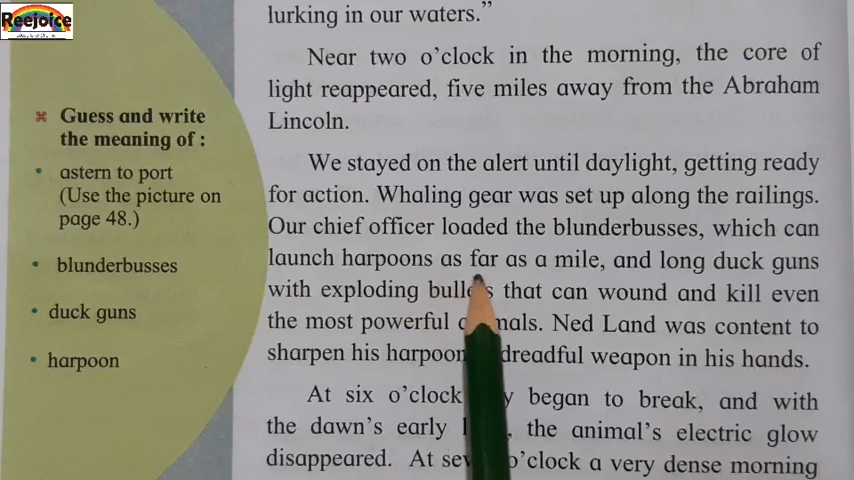 Reejoice
Guess and write
the meaning of :
astern to port
(Use the picture on
page 48.)
blunderbusses
duck guns
harpoon
lurking in our waters.”
Near two o’clock in the morning, the core of
light reappeared, five miles away from the Abraham
Lincoln.
We stayed on the alert until daylight, getting ready
for action. Whaling gear was set up along the railings.
Our chief officer loaded the blunderbusses, which can
launch harpoons as far as a mile, and long duck guns
with exploding bullets that can wound and kill even
the most powerful animals. Ned Land was content to
sharpen his harpoon dreadful weapon in his hands.
At six o’clock began to break, and with
the dawn’s early the animal’s electric glow
disappeared. At o’clock a very dense morning